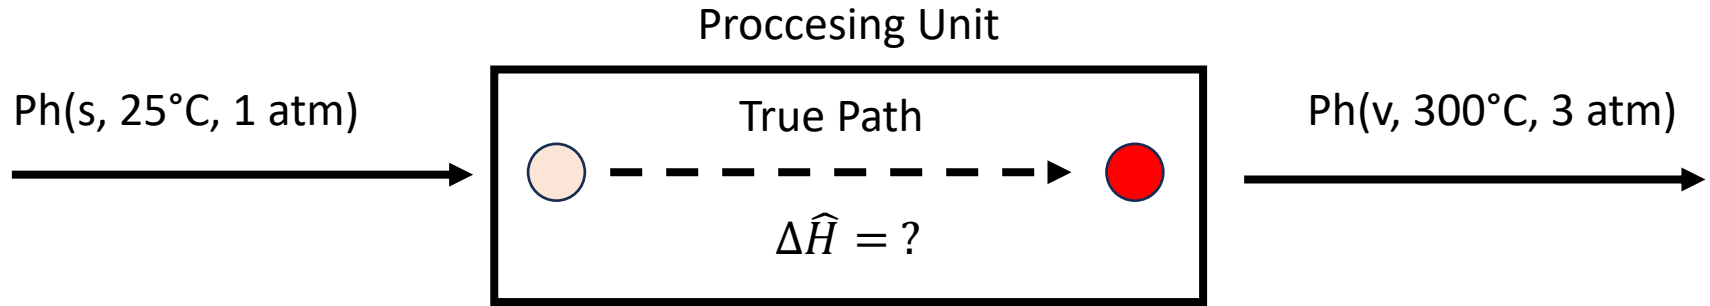 Proccesing Unit
Ph(s, 25°C, 1 atm)
True Path
Ph(v, 300°C, 3 atm)
ΔĤ = ?